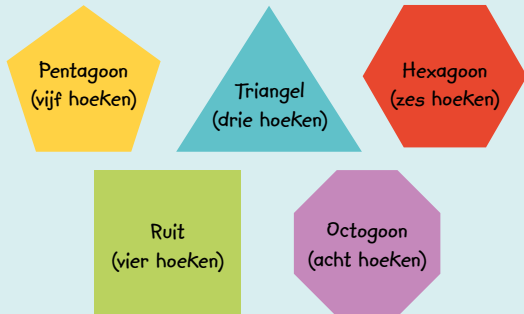 Pentagoon
(vijf hoeken)
Triangel
(drie hoeken)
Hexagoon
(zes hoeken)
Ruit
(vier hoeken)
Octogoon
(acht hoeken)